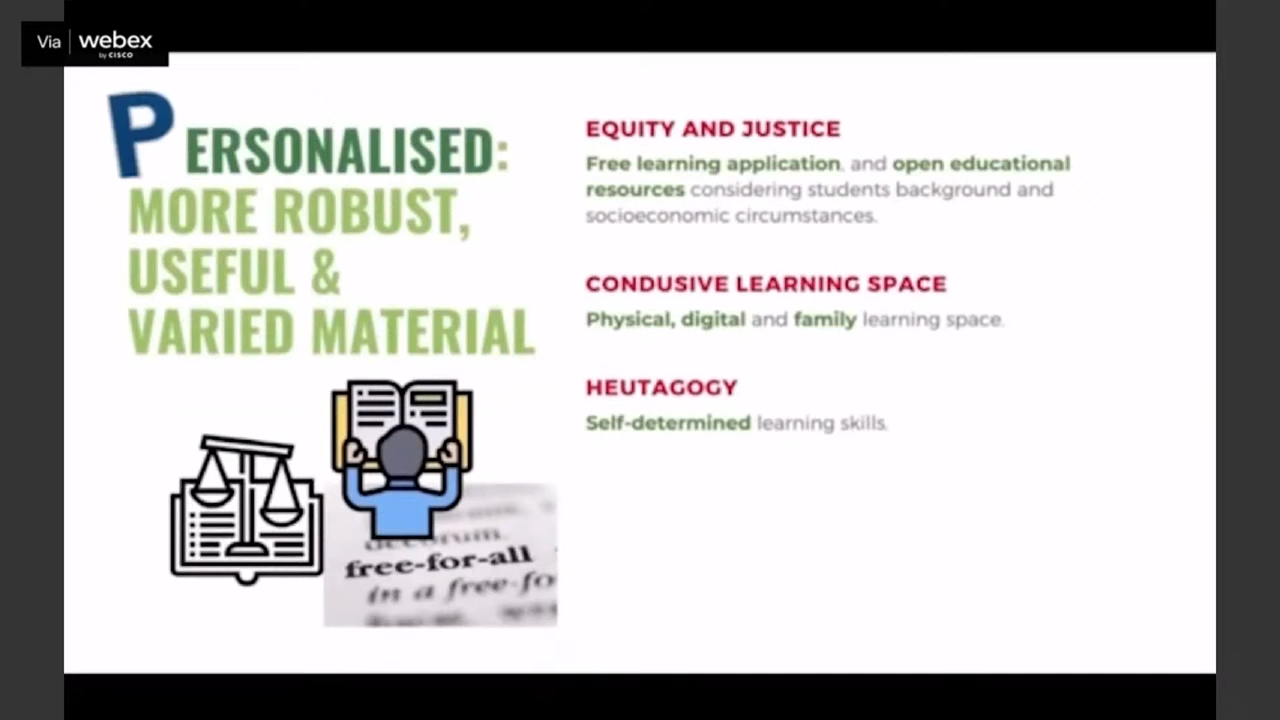 Via webex
by CISCO
PERSONALISED:
MORE ROBUST,
USEFUL &
VARIED MATERIAL
EQUITY AND JUSTICE
Free learning application, and open educational
resources considering students background and
socioeconomic circumstances.
CONDUSIVE LEARNING SPACE
Physical, digital and family learning space.
HEUTAGOGY
Self-determined learning skills.
decorum.
free-for-all
in a free-fo